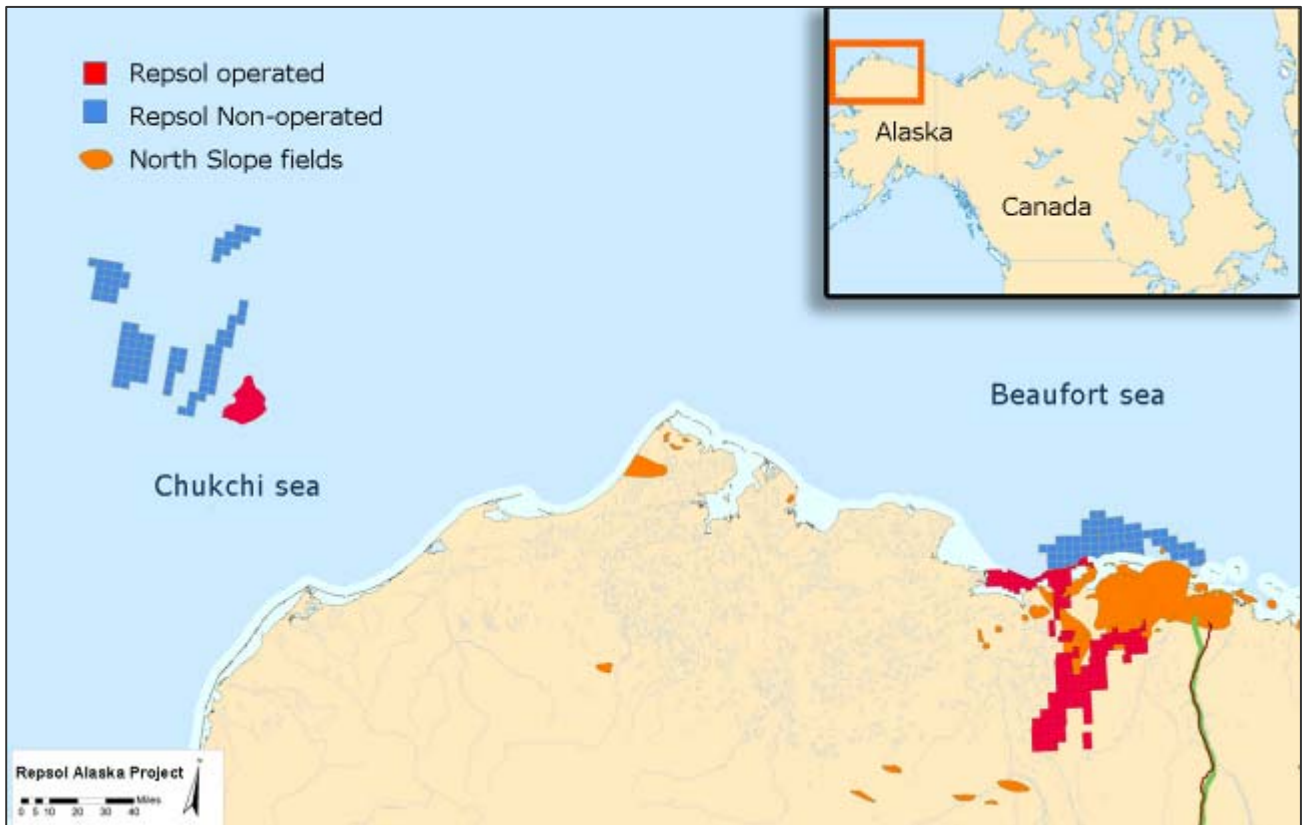 Repsol operated
Repsol Non-operated
North Slope fields
Alaska
Canada
Beaufort sea
Chukchi sea
Repsol Alaska Project
Miles
0 5 10 20 30 40